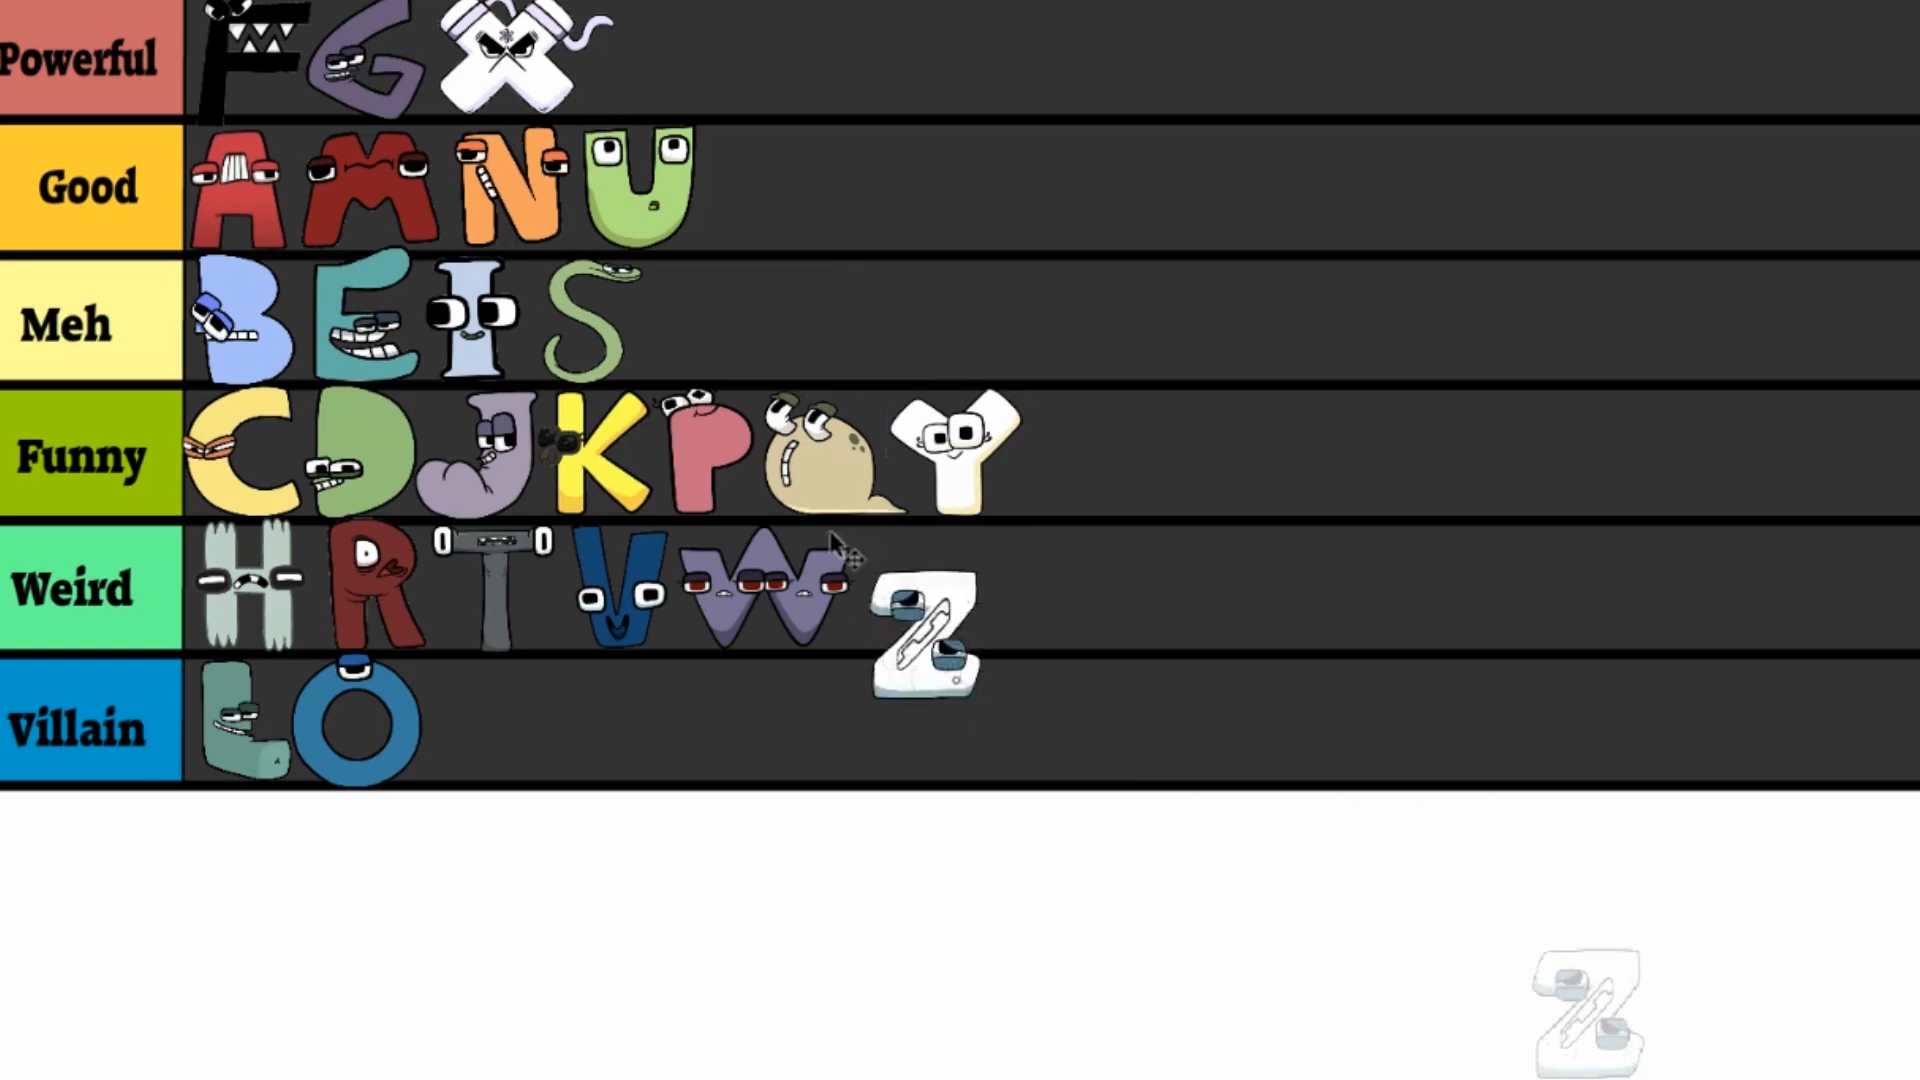 Powerful
F G X
Good
A M N U
Meh
B E I S
Funny
C D J K P Q Y
Weird
H R T V W Z
Villain
L O
Z